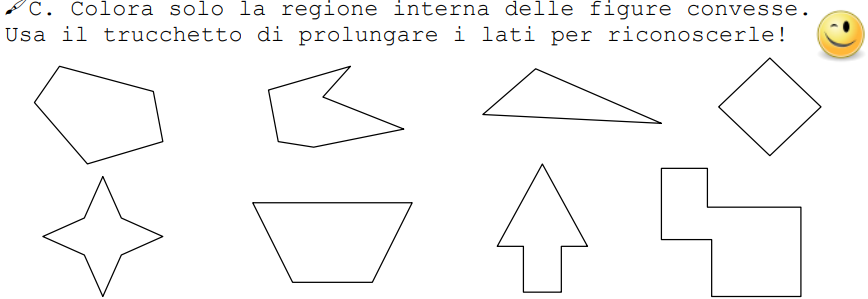 C. Colora solo la regione interna delle figure convesse.
Usa il trucchetto di prolungare i lati per riconoscerle!